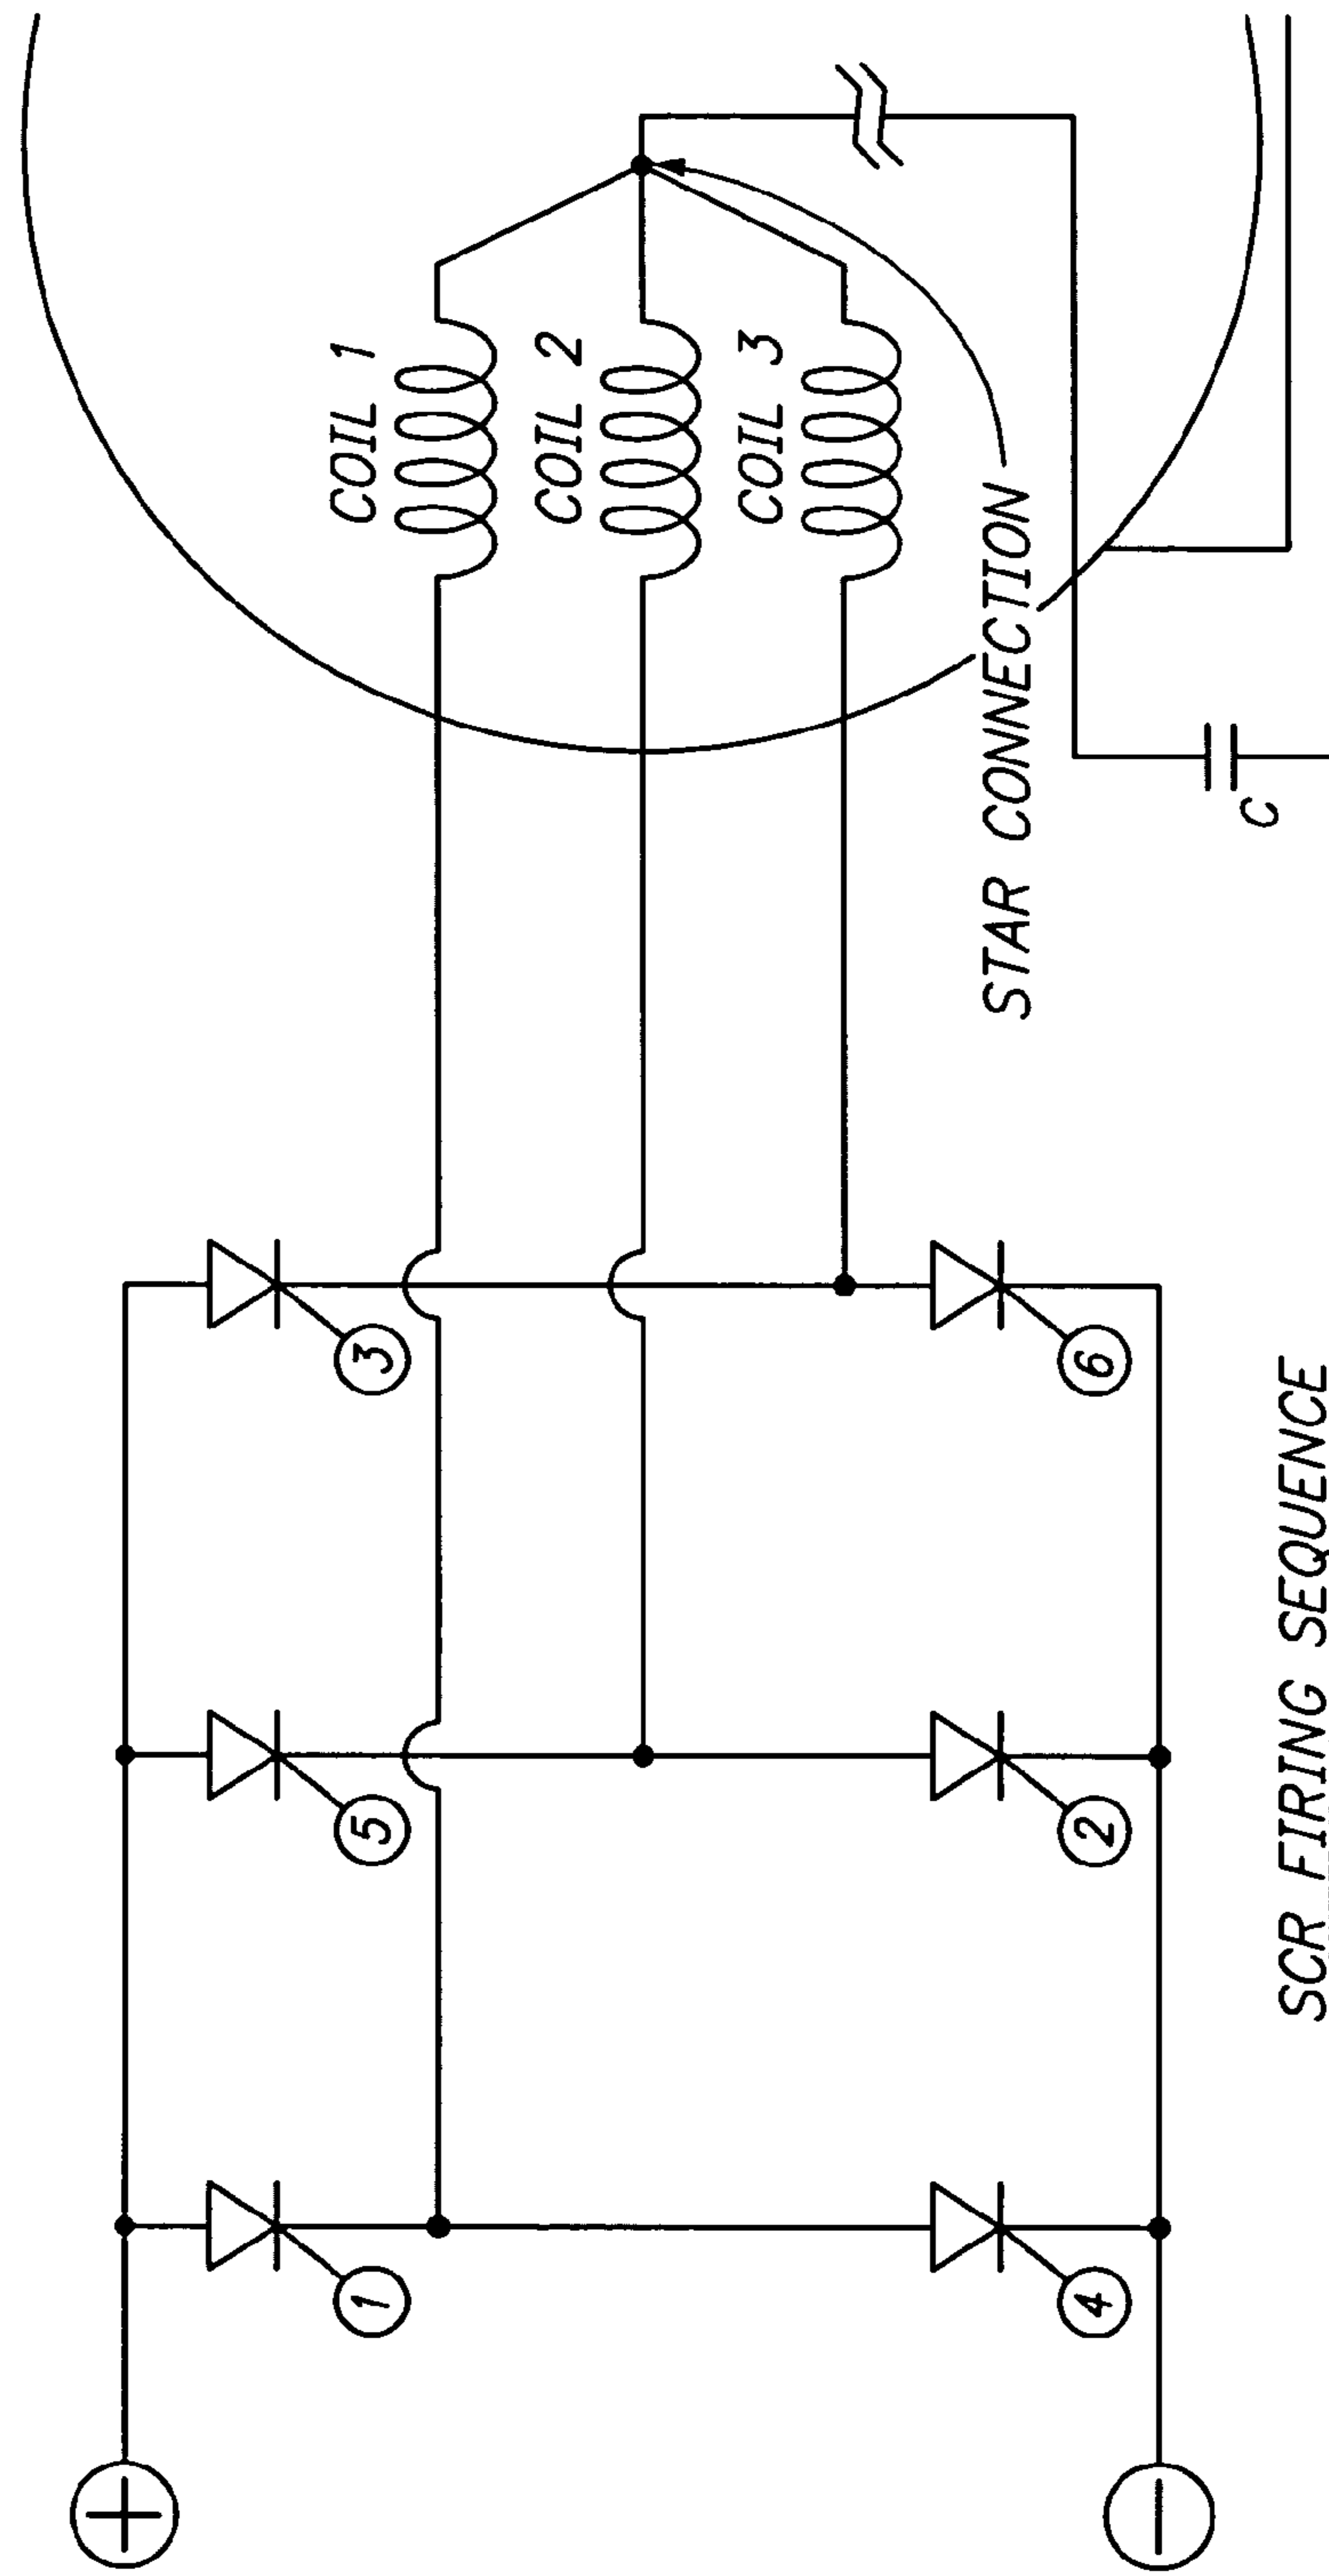 COIL 1
COIL 2
COIL 3
STAR CONNECTION
C
3
6
5
2
1
4
+
−
SCR FIRING SEQUENCE